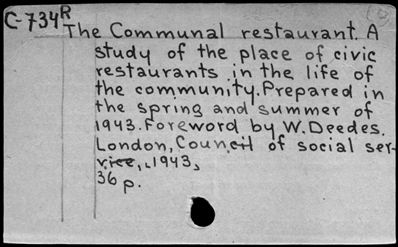 C-734R
The Communal restaurant. A
study of the place of civic
restaurants in the life of
the community. Prepared in
the spring and summer of
1943. Foreword by W. Deedes.
London, Council of social ser-
vice, 1943,
36 p.